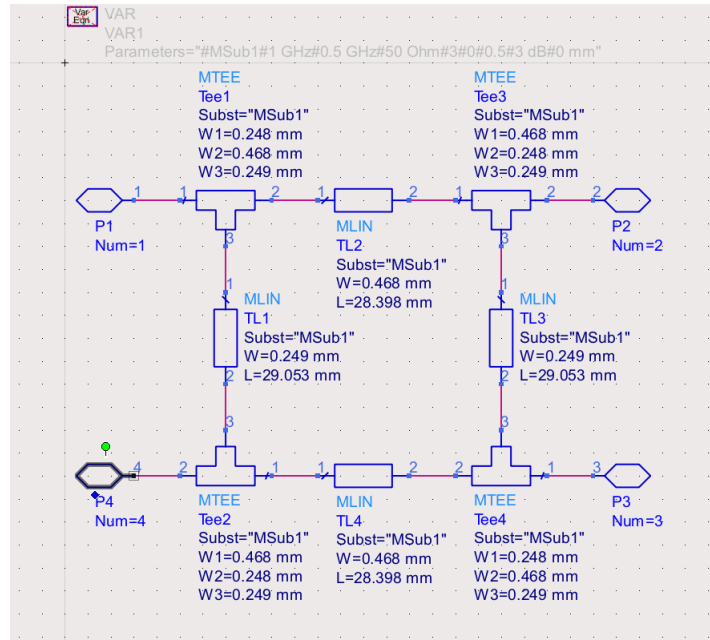 Var
Eqn
VAR
VAR1
Parameters="#MSub1#1 GHz#0.5 GHz#50 Ohm#3#0#0.5#3 dB#0 mm"
MTEE
Tee1
Subst="MSub1"
W1=0.248 mm
W2=0.468 mm
W3=0.249 mm
MTEE
Tee3
Subst="MSub1"
W1=0.468 mm
W2=0.248 mm
W3=0.249 mm
1 1 2 1 2 1 2 2
P1
Num=1
3
MLIN
TL2
Subst="MSub1"
W=0.468 mm
L=28.398 mm
3
P2
Num=2
1
MLIN
TL1
Subst="MSub1"
W=0.249 mm
L=29.053 mm
2
1
MLIN
TL3
Subst="MSub1"
W=0.249 mm
L=29.053 mm
2
3 3
4 2 1 1 2 2 1 3
P4
Num=4
MTEE
Tee2
Subst="MSub1"
W1=0.468 mm
W2=0.248 mm
W3=0.249 mm
MLIN
TL4
Subst="MSub1"
W=0.468 mm
L=28.398 mm
MTEE
Tee4
Subst="MSub1"
W1=0.248 mm
W2=0.468 mm
W3=0.249 mm
P3
Num=3